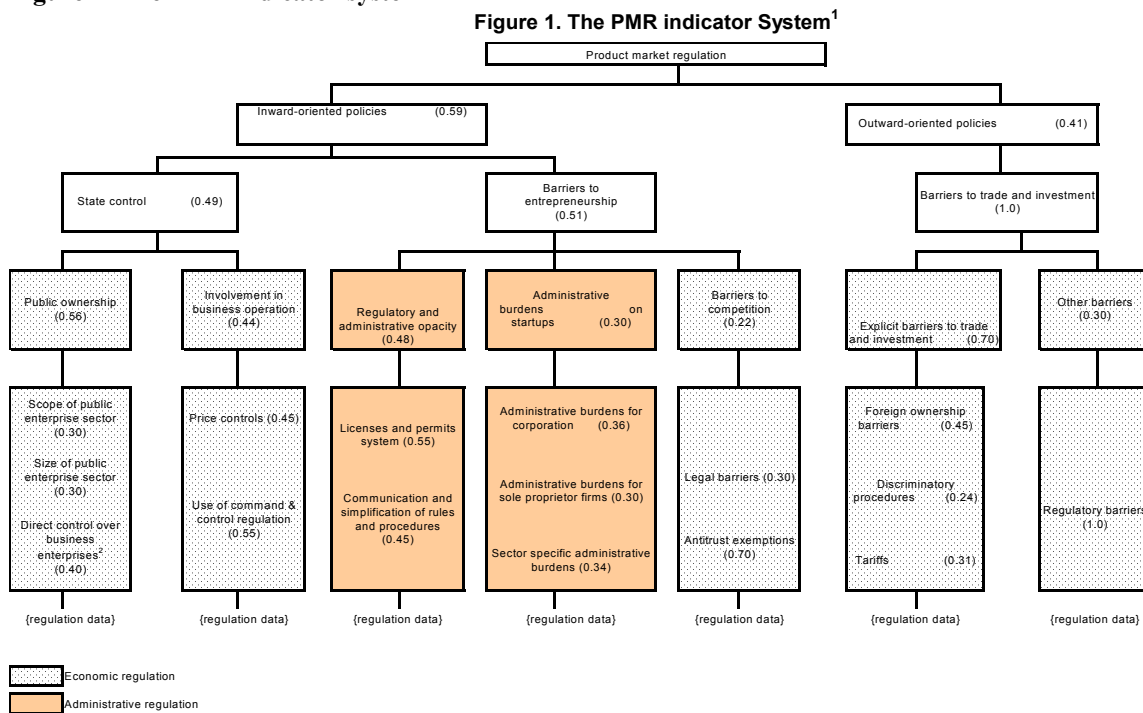 Figure 1. The PMR indicator System1
Product market regulation
Inward-oriented policies (0.59)
Outward-oriented policies (0.41)
State control (0.49)
Barriers to
entrepreneurship
(0.51)
Barriers to trade and investment
(1.0)
Public ownership
(0.56)
Involvement in
business operation
(0.44)
Regulatory and
administrative opacity
(0.48)
Administrative
burdens on
startups (0.30)
Barriers to
competition
(0.22)
Explicit barriers to trade
and investment (0.70)
Other barriers
(0.30)
Scope of public
enterprise sector
(0.30)
Size of public
enterprise sector
(0.30)
Direct control over
business
enterprises2
(0.40)
Price controls (0.45)
Use of command &
control regulation
(0.55)
Licenses and permits
system (0.55)
Communication and
simplification of rules
and procedures
(0.45)
Administrative burdens for
corporation (0.36)
Administrative burdens for
sole proprietor firms (0.30)
Sector specific administrative
burdens (0.34)
Legal barriers (0.30)
Antitrust exemptions
(0.70)
Foreign ownership
barriers (0.45)
Discriminatory
procedures (0.24)
Tariffs (0.31)
Regulatory barriers
(1.0)
{regulation data}
{regulation data}
{regulation data}
{regulation data}
{regulation data}
{regulation data}
{regulation data}
Economic regulation
Administrative regulation